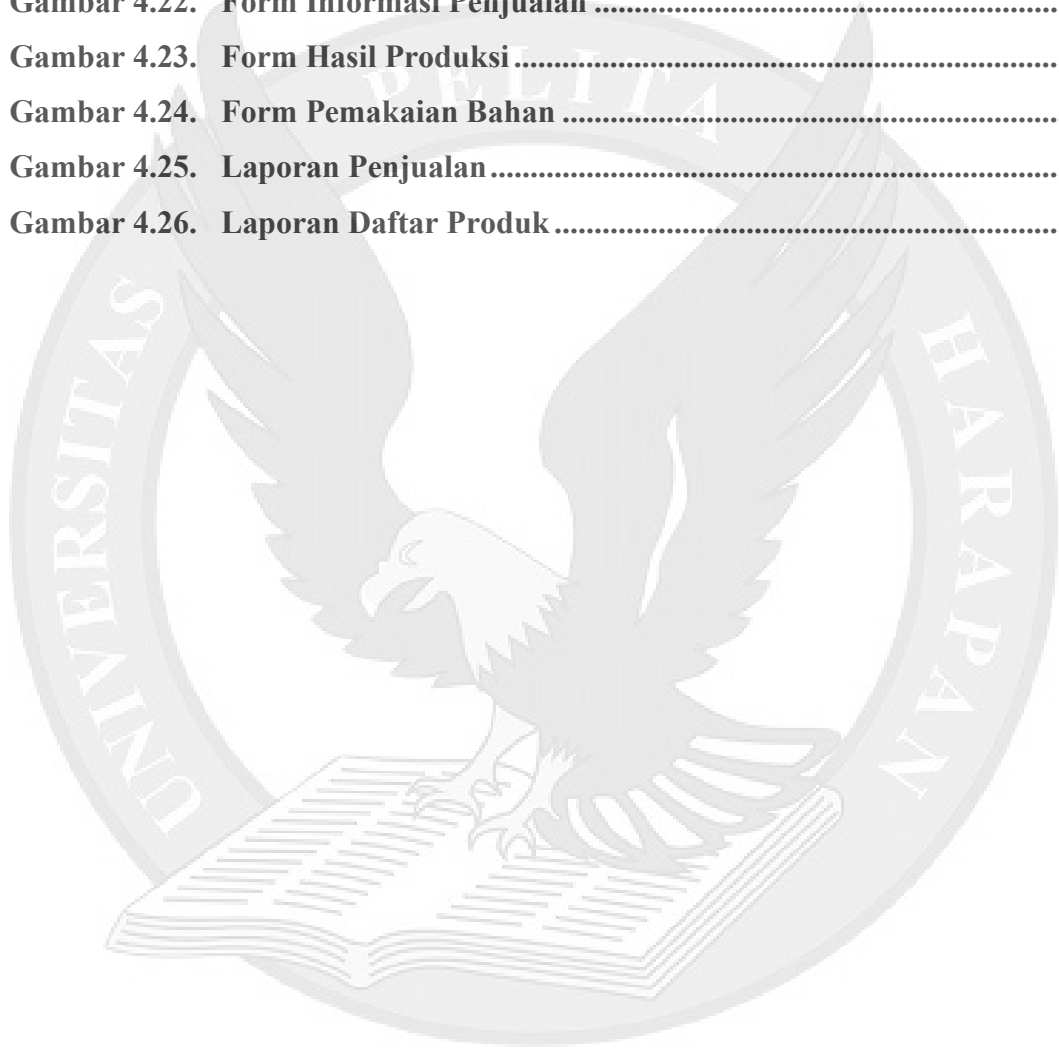 Gambar 4.22. Form Informasi Penjualan ........................................................
Gambar 4.23. Form Hasil Produksi ..................................................................
Gambar 4.24. Form Pemakaian Bahan ............................................................
Gambar 4.25. Laporan Penjualan .....................................................................
Gambar 4.26. Laporan Daftar Produk .............................................................
UNIVERSITAS PELITA HARAPAN